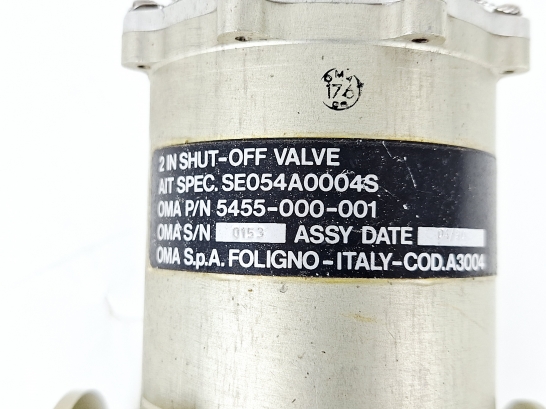 OMA
176
2 IN SHUT-OFF VALVE
AIT SPEC. SE054A0004S
OMA P/N 5455-000-001
OMA S/N 0153 ASSY DATE
OMA S.p.A. FOLIGNO-ITALY-COD.A3004